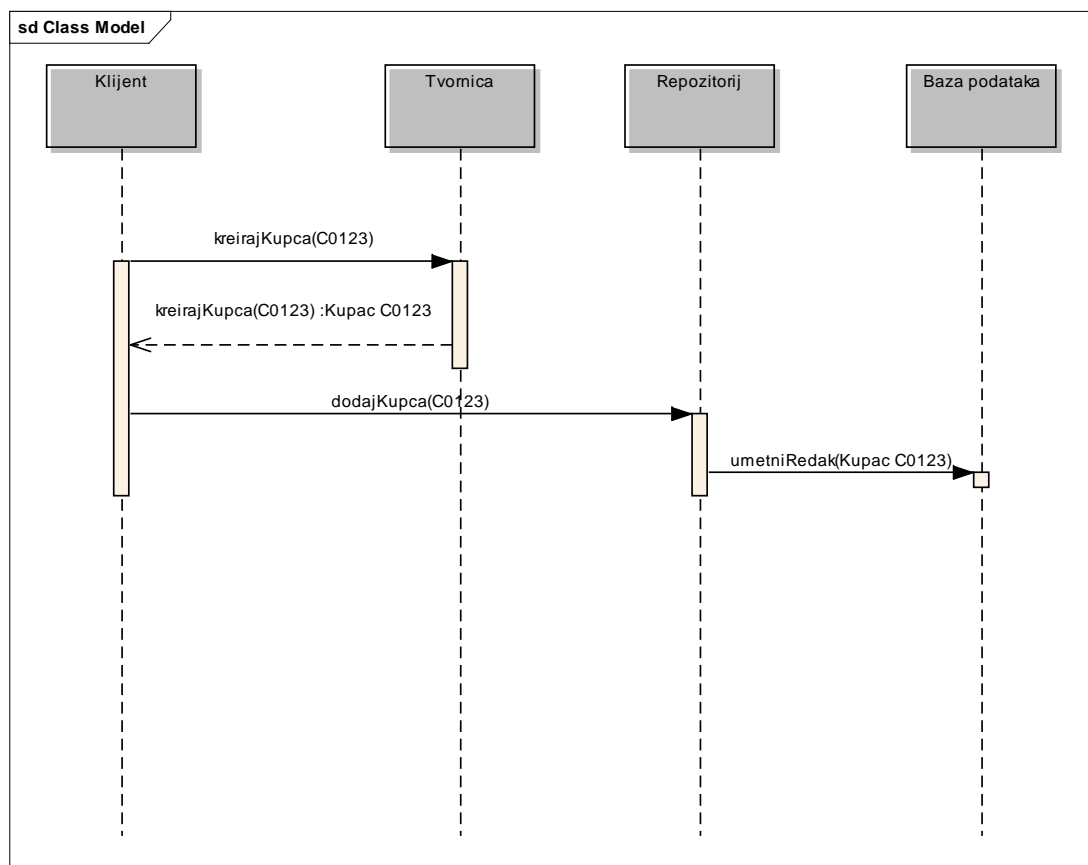 sd Class Model
Klijent
Tvornica
Repozitorij
Baza podataka
kreirajKupca(C0123)
kreirajKupca(C0123) :Kupac C0123
dodajKupca(C0123)
umetniRedak(Kupac C0123)